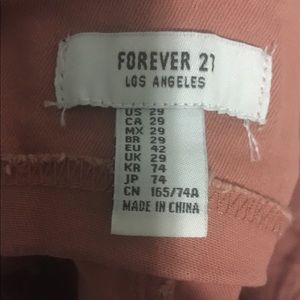 FOREVER 21
LOS ANGELES
US 29
CA 29
MX 29
BR 29
EU 42
UK 29
KR 74
JP 74
CN 165/74A
MADE IN CHINA